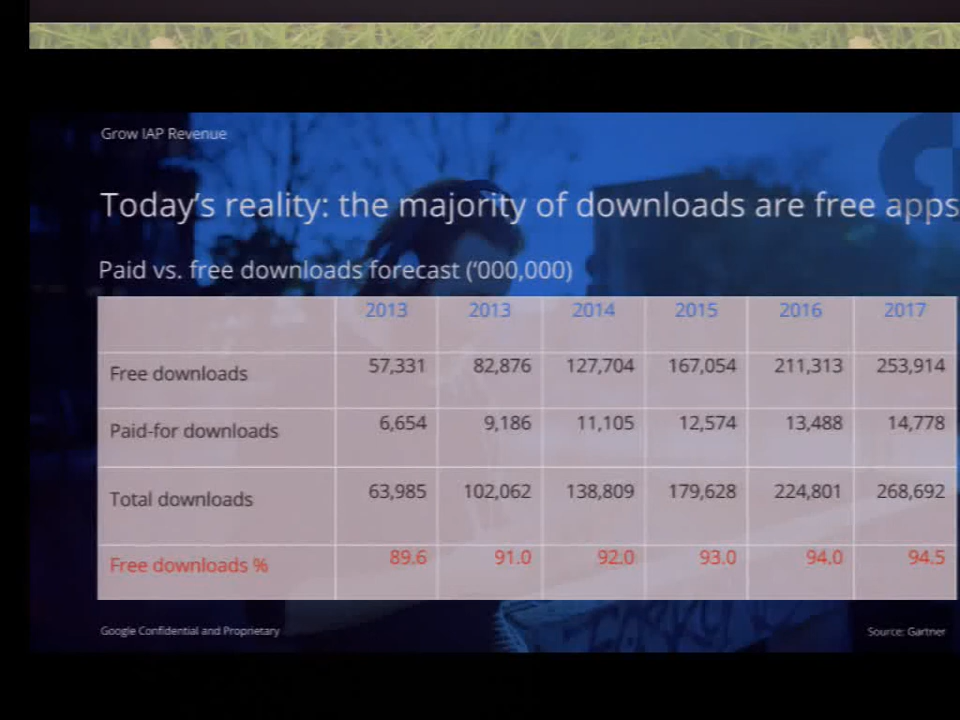 Grow IAP Revenue
Today's reality: the majority of downloads are free apps
Paid vs. free downloads forecast ('000,000)
2013 2013 2014 2015 2016 2017
Free downloads 57,331 82,876 127,704 167,054 211,313 253,914
Paid-for downloads 6,654 9,186 11,105 12,574 13,488 14,778
Total downloads 63,985 102,062 138,809 179,628 224,801 268,692
Free downloads % 89.6 91.0 92.0 93.0 94.0 94.5
Google Confidential and Proprietary Source: Gartner